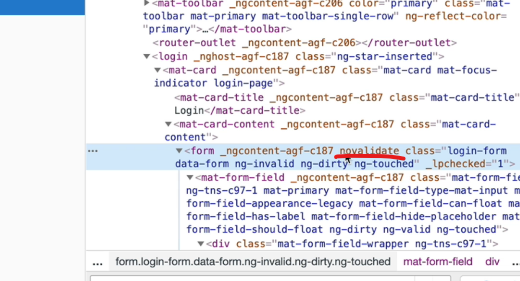 <mat-toolbar _ngcontent-agf-c206 color="primary" class="mat-
toolbar mat-primary mat-toolbar-single-row" ng-reflect-color=
"primary">…</mat-toolbar>
<router-outlet _ngcontent-agf-c206></router-outlet>
<login _nghost-agf-c187 class="ng-star-inserted">
<mat-card _ngcontent-agf-c187 class="mat-card mat-focus-
indicator login-page">
<mat-card-title _ngcontent-agf-c187 class="mat-card-title"
Login</mat-card-title>
<mat-card-content _ngcontent-agf-c187 class="mat-card-
content">
<form _ngcontent-agf-c187 novalidate class="login-form
data-form ng-invalid ng-dirty ng-touched" _lpchecked="1">
<mat-form-field _ngcontent-agf-c187 class="mat-form-fie
ng-tns-c97-1 mat-primary mat-form-field-type-mat-input m
form-field-appearance-legacy mat-form-field-can-float ma
form-field-has-label mat-form-field-hide-placeholder mat
form-field-should-float ng-dirty ng-valid ng-touched">
<div class="mat-form-field-wrapper ng-tns-c97-1">
... form.login-form.data-form.ng-invalid.ng-dirty.ng-touched mat-form-field div ...